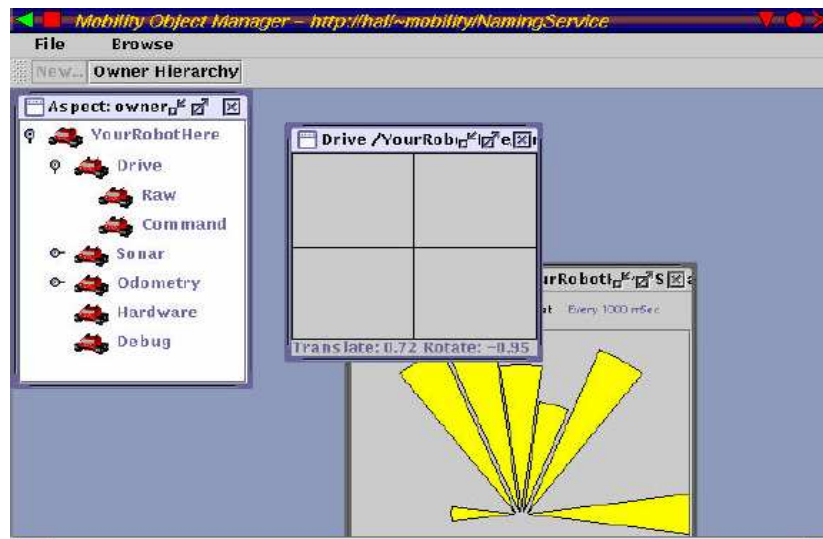 Mobility Object Manager - http://hal/~mobility/NamingService
File Browse
New... Owner Hierarchy
Aspect: owner
YourRobotHere
Drive
Raw
Command
Sonar
Odometry
Hardware
Debug
Drive /YourRob
Translate: 0.72 Rotate: -0.95
urRobot
Every 1000 mSec